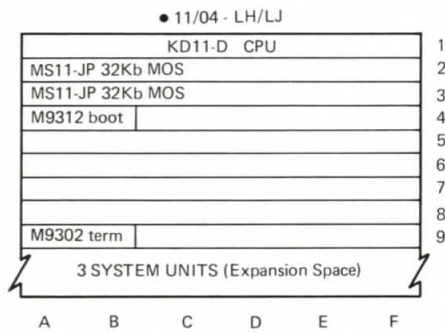 ● 11/04 - LH/LJ
KD11-D CPU 1
MS11-JP 32Kb MOS 2
MS11-JP 32Kb MOS 3
M9312 boot 4
5
6
7
8
M9302 term 9
3 SYSTEM UNITS (Expansion Space)
A B C D E F